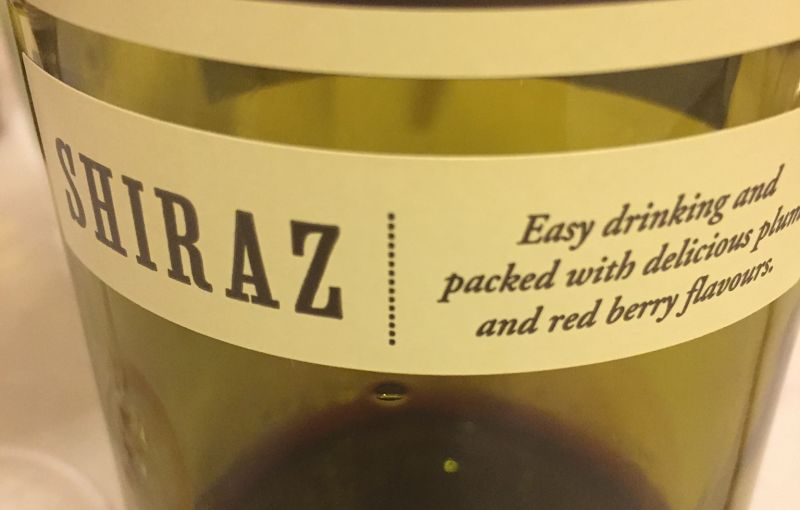 SHIRAZ
Easy drinking and
packed with delicious plum
and red berry flavours.